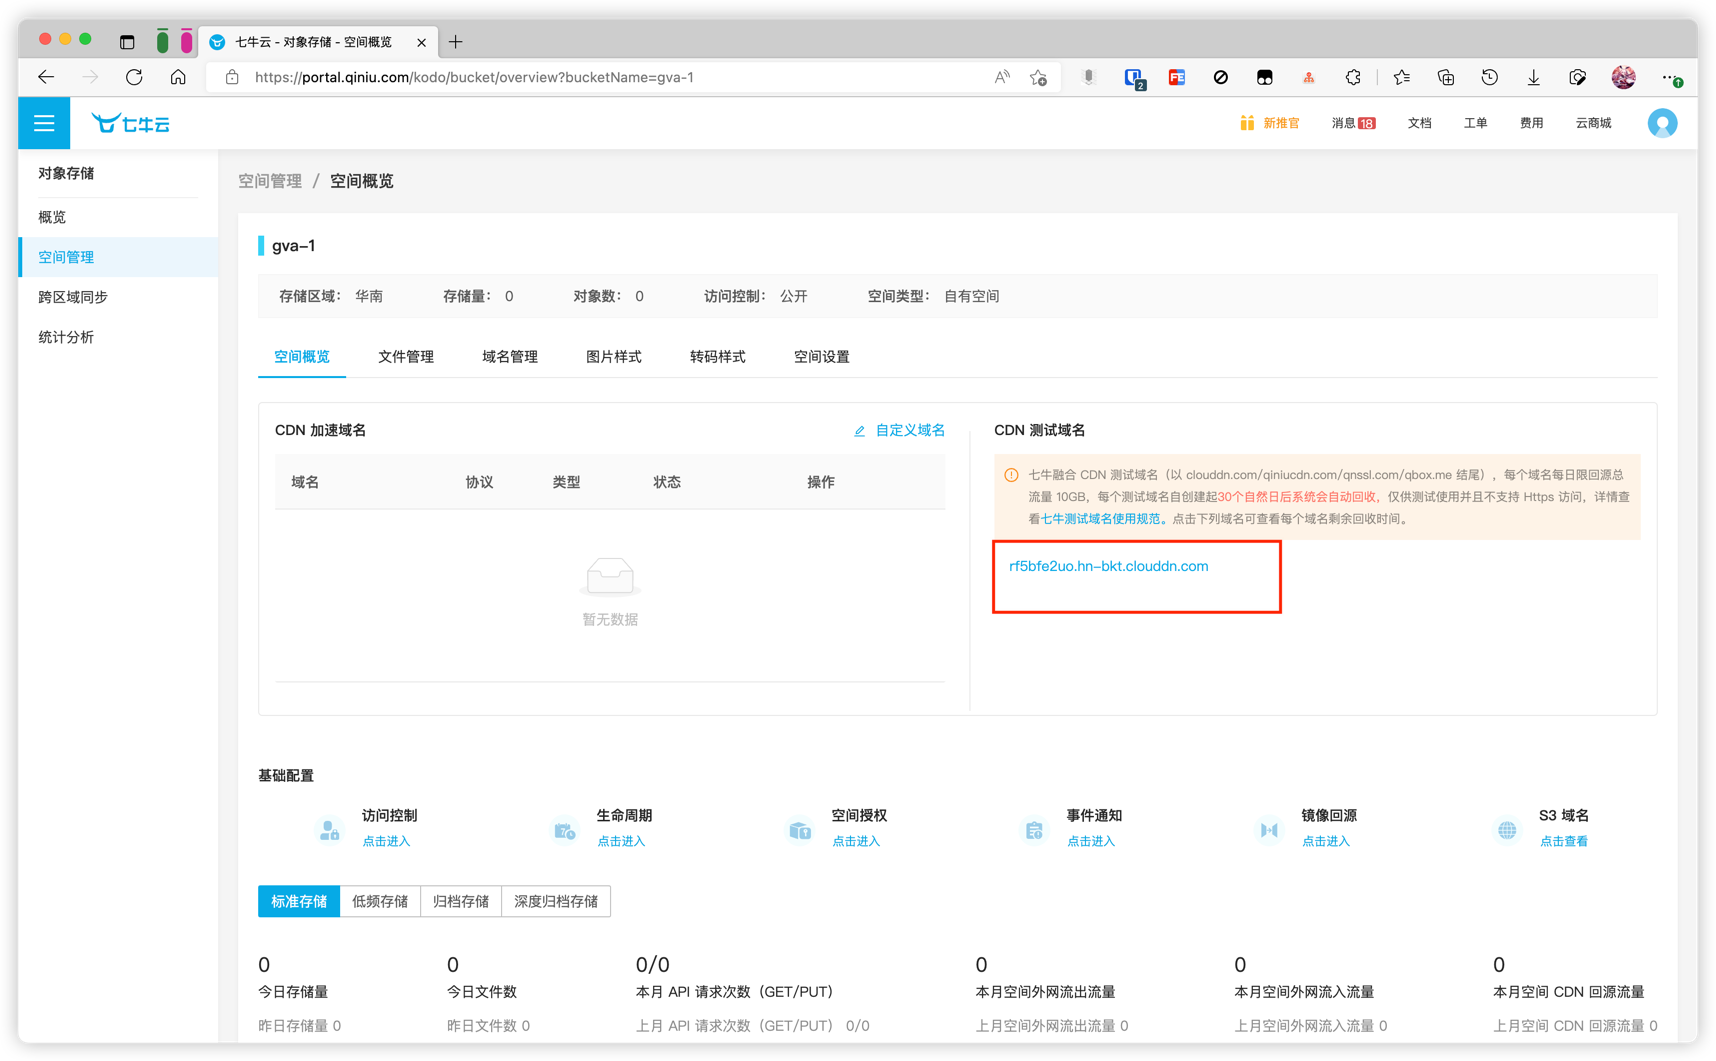 七牛云 - 对象存储 - 空间概览
https://portal.qiniu.com/kodo/bucket/overview?bucketName=gva-1
2
七牛云
新推官
消息 18
文档
工单
费用
云商城
对象存储
概览
空间管理
跨区域同步
统计分析
空间管理 / 空间概览
gva-1
存储区域： 华南 存储量： 0 对象数： 0 访问控制： 公开 空间类型： 自有空间
空间概览 文件管理 域名管理 图片样式 转码样式 空间设置
CDN 加速域名
自定义域名
域名 协议 类型 状态 操作
暂无数据
CDN 测试域名
七牛融合 CDN 测试域名（以 clouddn.com/qiniucdn.com/qnssl.com/qbox.me 结尾），每个域名每日限回源总
流量 10GB，每个测试域名自创建起30个自然日后系统会自动回收，仅供测试使用并且不支持 Https 访问，详情查
看七牛测试域名使用规范。点击下列域名可查看每个域名剩余回收时间。
rf5bfe2uo.hn-bkt.clouddn.com
基础配置
访问控制
点击进入
生命周期
点击进入
空间授权
点击进入
事件通知
点击进入
镜像回源
点击进入
S3 域名
点击查看
标准存储 低频存储 归档存储 深度归档存储
0 0 0/0 0 0 0
今日存储量 今日文件数 本月 API 请求次数（GET/PUT） 本月空间外网流出流量 本月空间外网流入流量 本月空间 CDN 回源流量
昨日存储量 0 昨日文件数 0 上月 API 请求次数（GET/PUT） 0/0 上月空间外网流出流量 0 上月空间外网流入流量 0 上月空间 CDN 回源流量 0